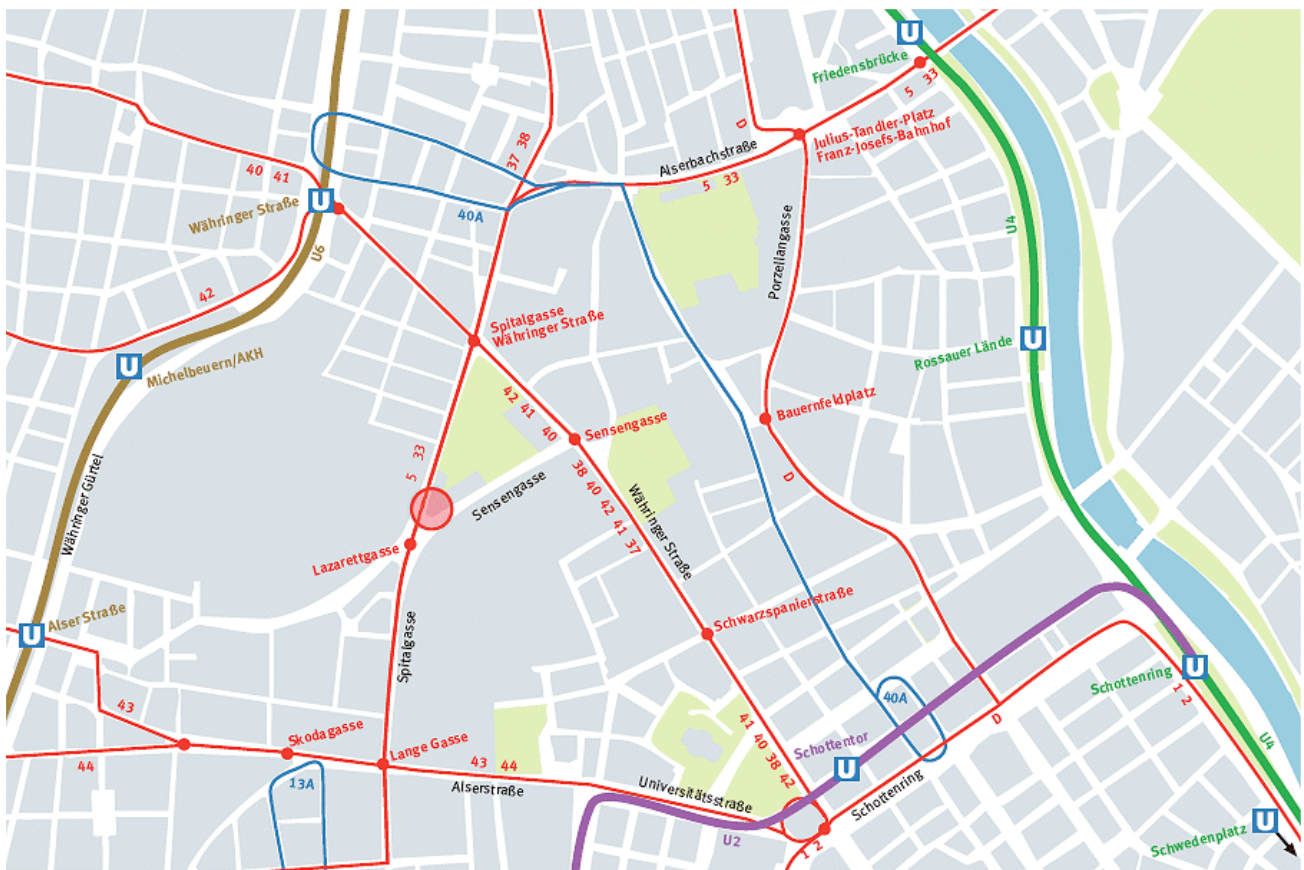 U
Friedensbrücke
5 33
D
Julius-Tandler-Platz
Franz-Josefs-Bahnhof
37 38
Alserbachstraße
5 33
40 41
Währinger Straße
U
40A
U6
Porzellangasse
U4
42
Spitalgasse
Währinger Straße
U
Rossauer Lände
U
Michelbeuern/AKH
42 41 40
Bauernfeldplatz
Sensengasse
5 33
38 40 42 41 37
D
Sensengasse
Währinger Straße
Währinger Gürtel
Lazarettgasse
Schwarzspanierstraße
Alser Straße
U
Spitalgasse
U
Schottenring
1 2
40A
43
D
41 40 38 42
Skodagasse
Lange Gasse
Schottentor
U
U4
44
43 44
13A
Alserstraße
Universitätsstraße
Schottenring
U
Schwedenplatz
U2
1 2